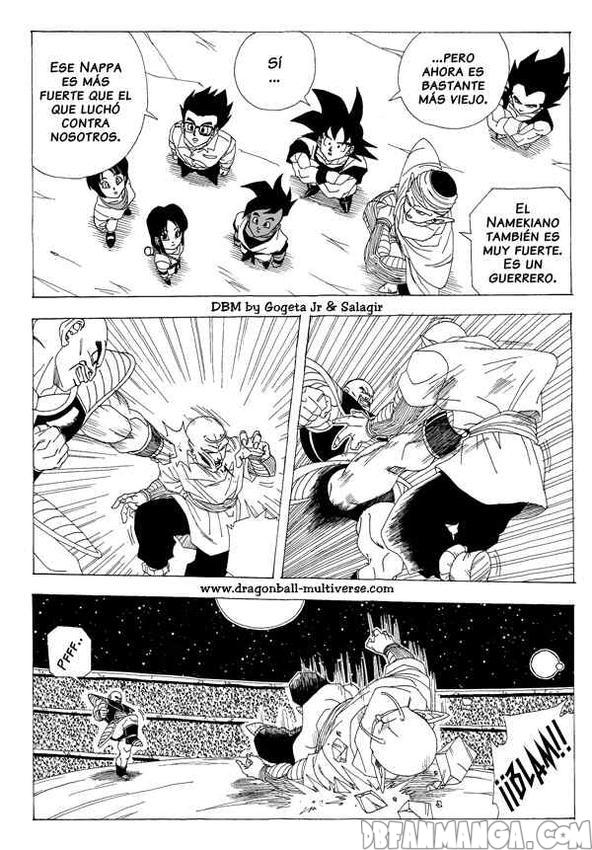 ESE NAPPA
ES MÁS
FUERTE QUE EL
QUE LUCHÓ
CONTRA
NOSOTROS.
SÍ
...
...PERO
AHORA ES
BASTANTE
MÁS VIEJO.
EL
NAMEKIANO
TAMBIÉN ES
MUY FUERTE.
ES UN
GUERRERO.
DBM by Gogeta Jr & Salagir
www.dragonball-multiverse.com
PFFF..
¡¡BLAM!!
DBFANMANGA.COM